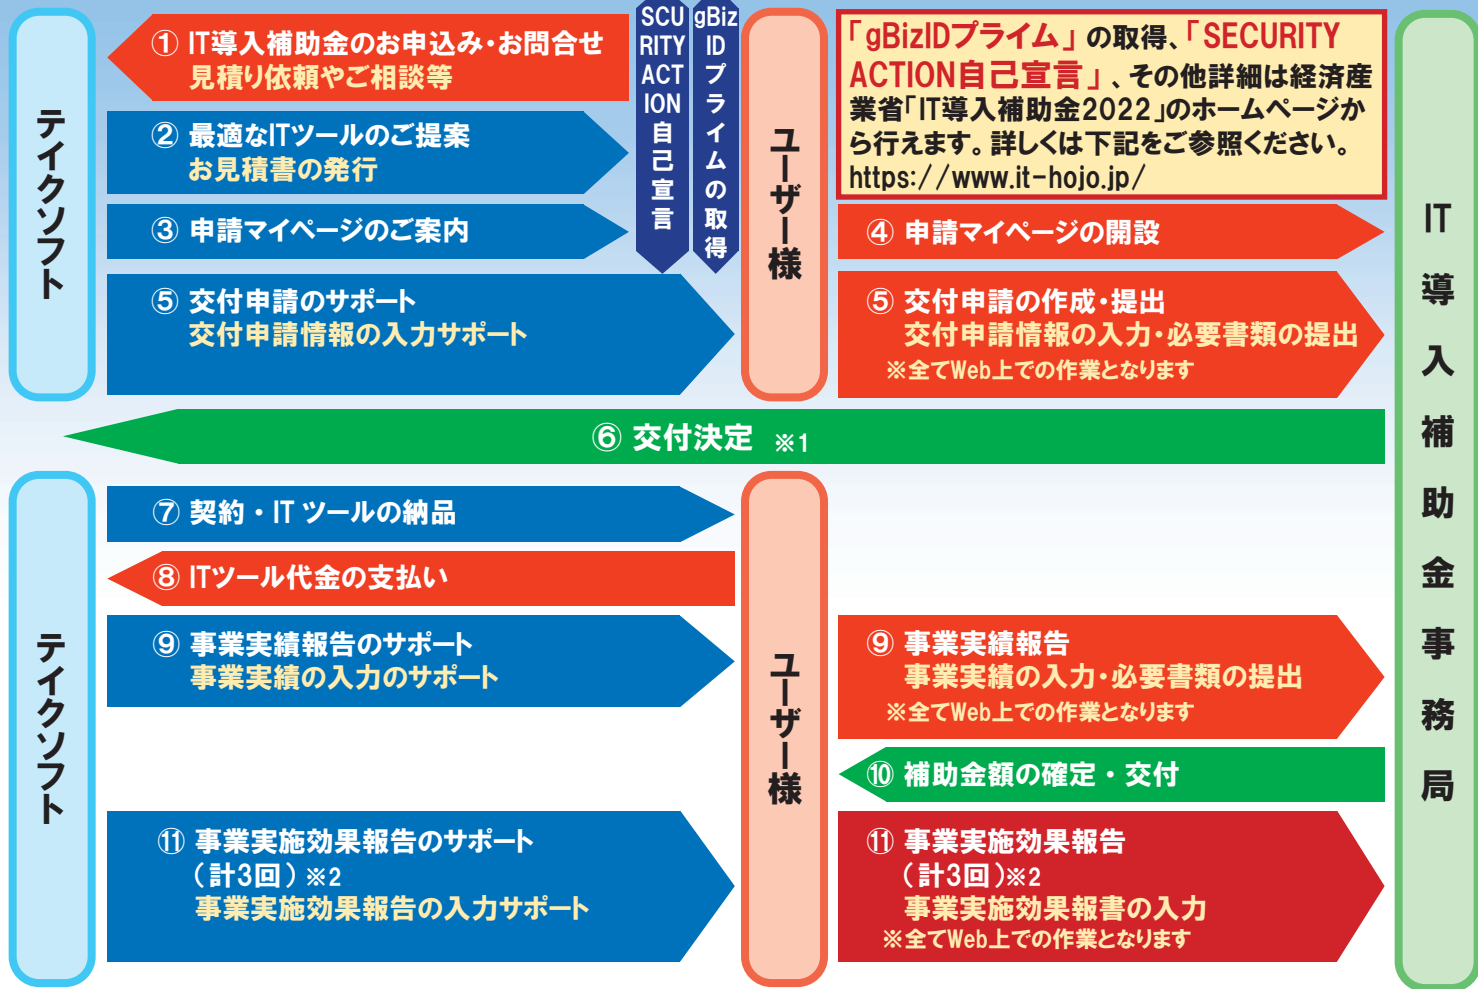 テイクソフト
① IT導入補助金のお申込み・お問合せ
見積り依頼やご相談等
② 最適なITツールのご提案
お見積書の発行
③ 申請マイページのご案内
⑤ 交付申請のサポート
交付申請情報の入力サポート
SCU
RITY
ACT
ION
自己宣言
gBiz
ID
プライムの取得
ユーザー様
「gBizIDプライム」の取得、「SECURITY
ACTION自己宣言」、その他詳細は経済産
業省「IT導入補助金2022」のホームページか
ら行えます。詳しくは下記をご参照ください。
https://www.it-hojo.jp/
④ 申請マイページの開設
⑤ 交付申請の作成・提出
交付申請情報の入力・必要書類の提出
※全てWeb上での作業となります
IT導入補助金事務局
⑥ 交付決定 ※1
テイクソフト
⑦ 契約・ITツールの納品
⑧ ITツール代金の支払い
⑨ 事業実績報告のサポート
事業実績の入力のサポート
⑪ 事業実施効果報告のサポート
（計3回）※2
事業実施効果報告の入力サポート
ユーザー様
⑨ 事業実績報告
事業実績の入力・必要書類の提出
※全てWeb上での作業となります
⑩ 補助金額の確定・交付
⑪ 事業実施効果報告
（計3回）※2
事業実施効果報書の入力
※全てWeb上での作業となります